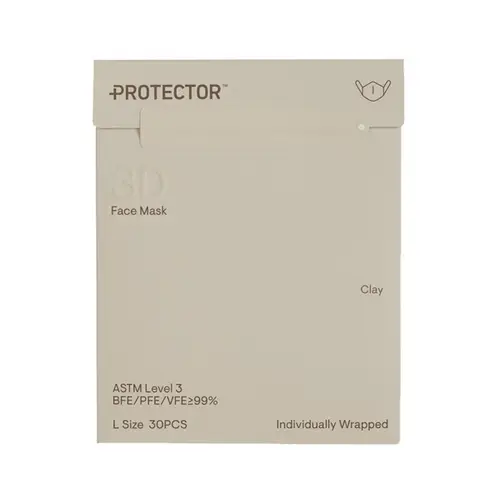 PROTECTOR™
3D
Face Mask
Clay
ASTM Level 3
BFE/PFE/VFE≥99%
L Size 30PCS
Individually Wrapped